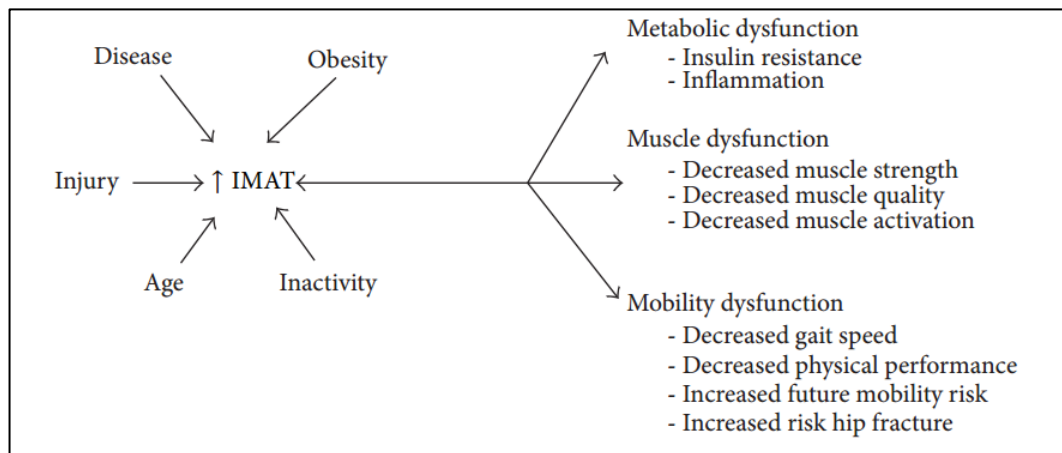 Disease
Obesity
Injury
↑ IMAT
Age
Inactivity
Metabolic dysfunction
- Insulin resistance
- Inflammation
Muscle dysfunction
- Decreased muscle strength
- Decreased muscle quality
- Decreased muscle activation
Mobility dysfunction
- Decreased gait speed
- Decreased physical performance
- Increased future mobility risk
- Increased risk hip fracture